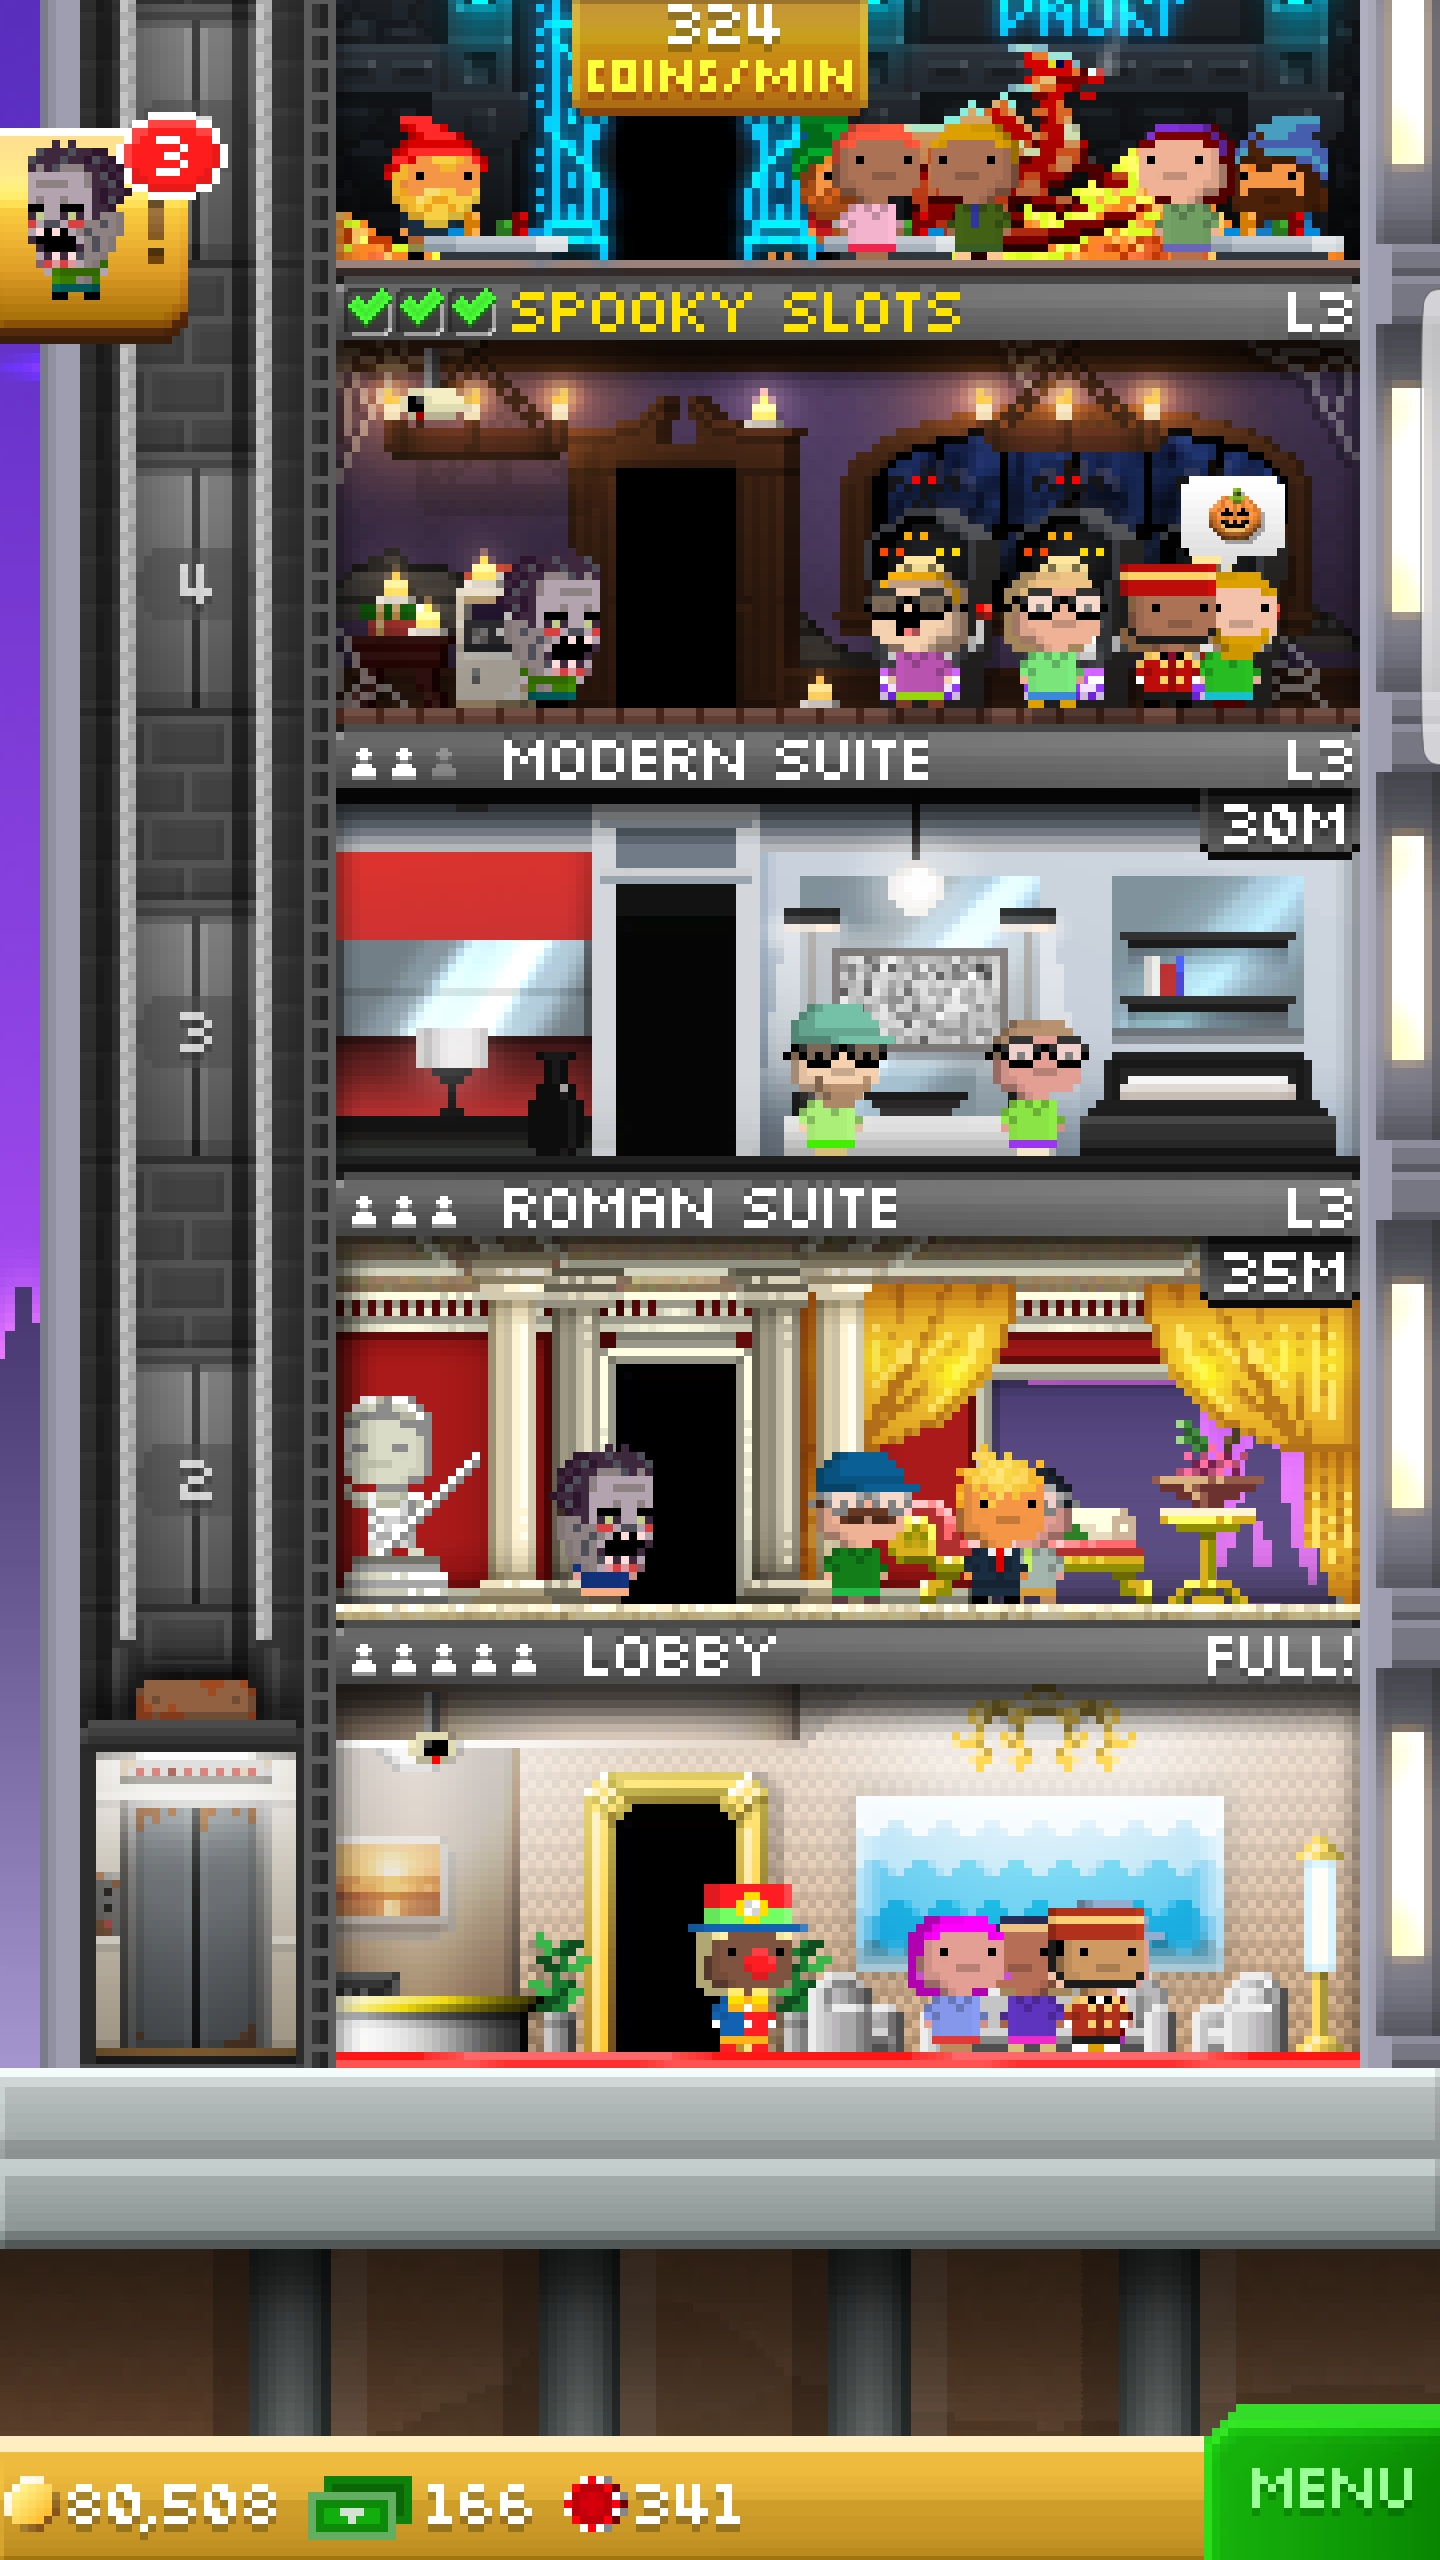 324
COINS/MIN
3
!
SPOOKY SLOTS L3
4
MODERN SUITE L3
30M
3
ROMAN SUITE L3
35M
2
LOBBY FULL!
80,508 166 341
MENU